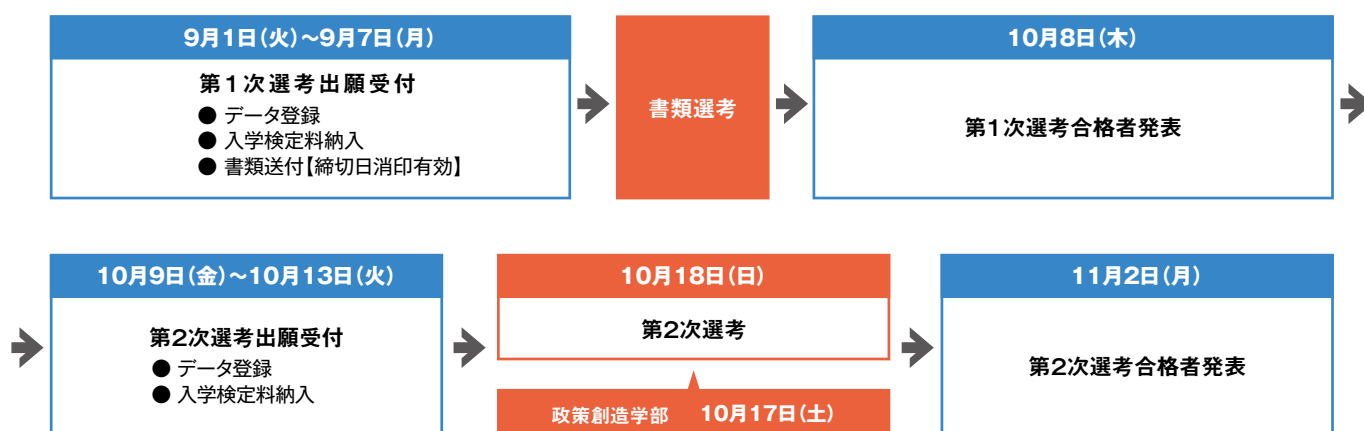 9月1日(火)～9月7日(月)
第1次選考出願受付
● データ登録
● 入学検定料納入
● 書類送付【締切日消印有効】
書類選考
10月8日(木)
第1次選考合格者発表
10月9日(金)～10月13日(火)
第2次選考出願受付
● データ登録
● 入学検定料納入
10月18日(日)
第2次選考
政策創造学部 10月17日(土)
11月2日(月)
第2次選考合格者発表